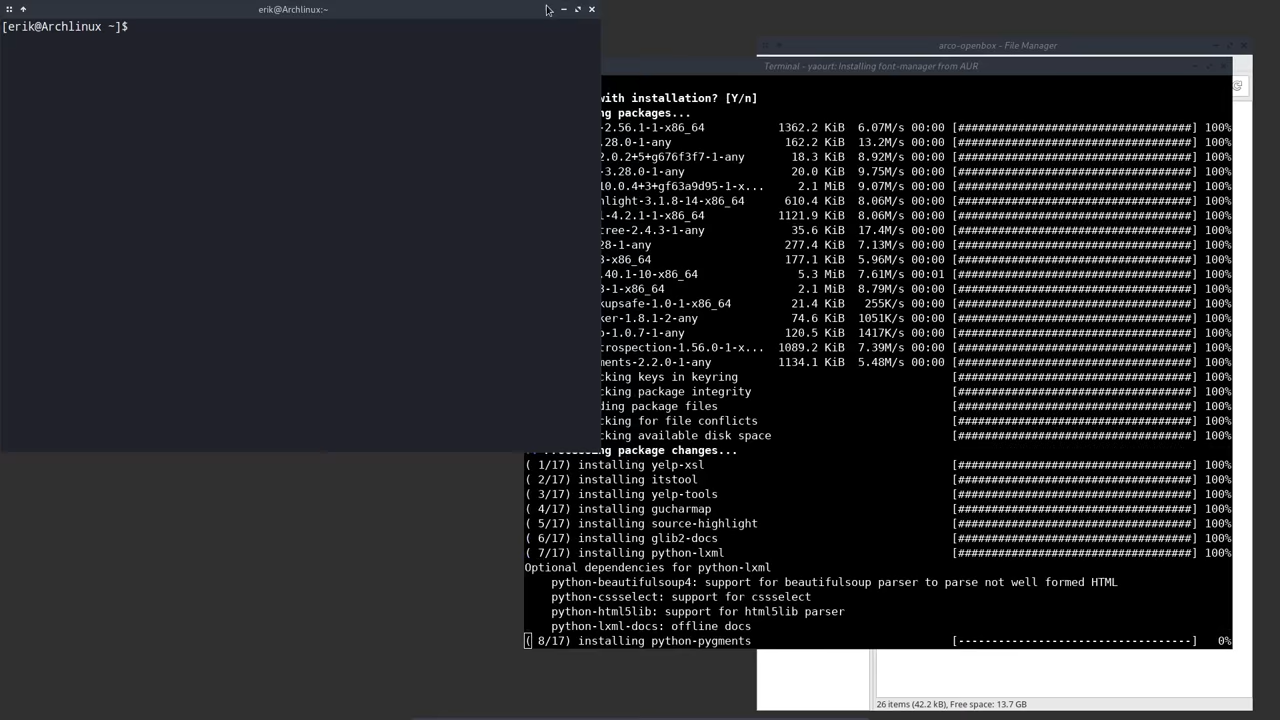 erik@Archlinux:~
[erik@Archlinux ~]$
arco-openbox - File Manager
Terminal - yaourt: Installing font-manager from AUR
with installation? [Y/n]
ng packages...
-2.56.1-1-x86_64 1362.2 KiB 6.07M/s 00:00 [###################################] 100%
.28.0-1-any 162.2 KiB 13.2M/s 00:00 [###################################] 100%
2.0.2+5+g676f3f7-1-any 18.3 KiB 8.92M/s 00:00 [###################################] 100%
-3.28.0-1-any 20.0 KiB 9.75M/s 00:00 [###################################] 100%
10.0.4+3+gf63a9d95-1-x... 2.1 MiB 9.07M/s 00:00 [###################################] 100%
hlight-3.1.8-14-x86_64 610.4 KiB 8.06M/s 00:00 [###################################] 100%
l-4.2.1-1-x86_64 1121.9 KiB 8.06M/s 00:00 [###################################] 100%
tree-2.4.3-1-any 35.6 KiB 17.4M/s 00:00 [###################################] 100%
28-1-any 277.4 KiB 7.13M/s 00:00 [###################################] 100%
3-x86_64 177.1 KiB 5.96M/s 00:00 [###################################] 100%
.40.1-10-x86_64 5.3 MiB 7.61M/s 00:01 [###################################] 100%
3-1-x86_64 2.1 MiB 8.79M/s 00:00 [###################################] 100%
kupsafe-1.0-1-x86_64 21.4 KiB 255K/s 00:00 [###################################] 100%
ker-1.8.1-2-any 74.6 KiB 1051K/s 00:00 [###################################] 100%
o-1.0.7-1-any 120.5 KiB 1417K/s 00:00 [###################################] 100%
trospection-1.56.0-1-x... 1089.2 KiB 7.39M/s 00:00 [###################################] 100%
ments-2.2.0-1-any 1134.1 KiB 5.48M/s 00:00 [###################################] 100%
cking keys in keyring [###################################] 100%
cking package integrity [###################################] 100%
ding package files [###################################] 100%
cking for file conflicts [###################################] 100%
cking available disk space [###################################] 100%
package changes...
( 1/17) installing yelp-xsl [###################################] 100%
( 2/17) installing itstool [###################################] 100%
( 3/17) installing yelp-tools [###################################] 100%
( 4/17) installing gucharmap [###################################] 100%
( 5/17) installing source-highlight [###################################] 100%
( 6/17) installing glib2-docs [###################################] 100%
( 7/17) installing python-lxml [###################################] 100%
Optional dependencies for python-lxml
python-beautifulsoup4: support for beautifulsoup parser to parse not well formed HTML
python-cssselect: support for cssselect
python-html5lib: support for html5lib parser
python-lxml-docs: offline docs
( 8/17) installing python-pygments [-----------------------------------] 0%
26 items (42.2 kB), Free space: 13.7 GB